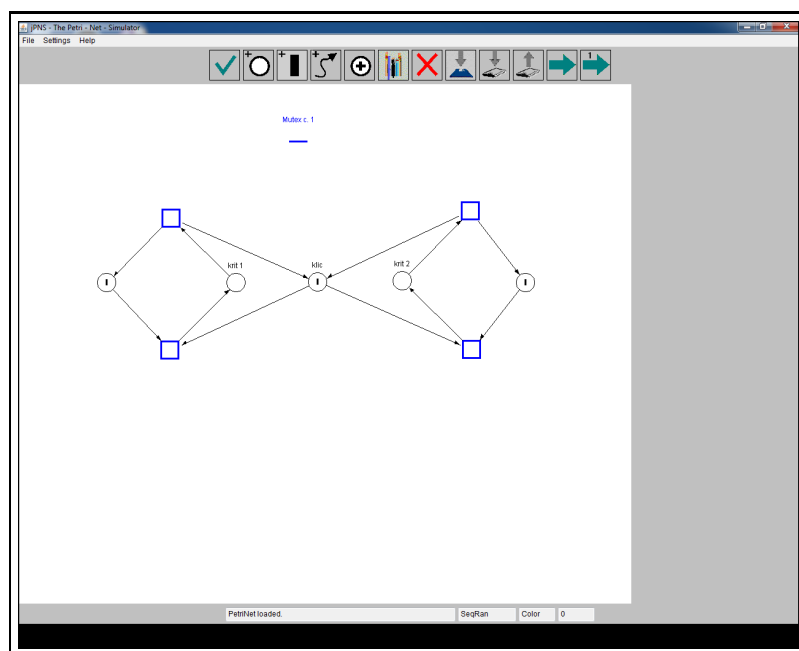 jPNS - The Petri - Net - Simulator
File Settings Help
1
Mutex c. 1
krit 1
klic
krit 2
PetriNet loaded.
SeqRan
Color
0